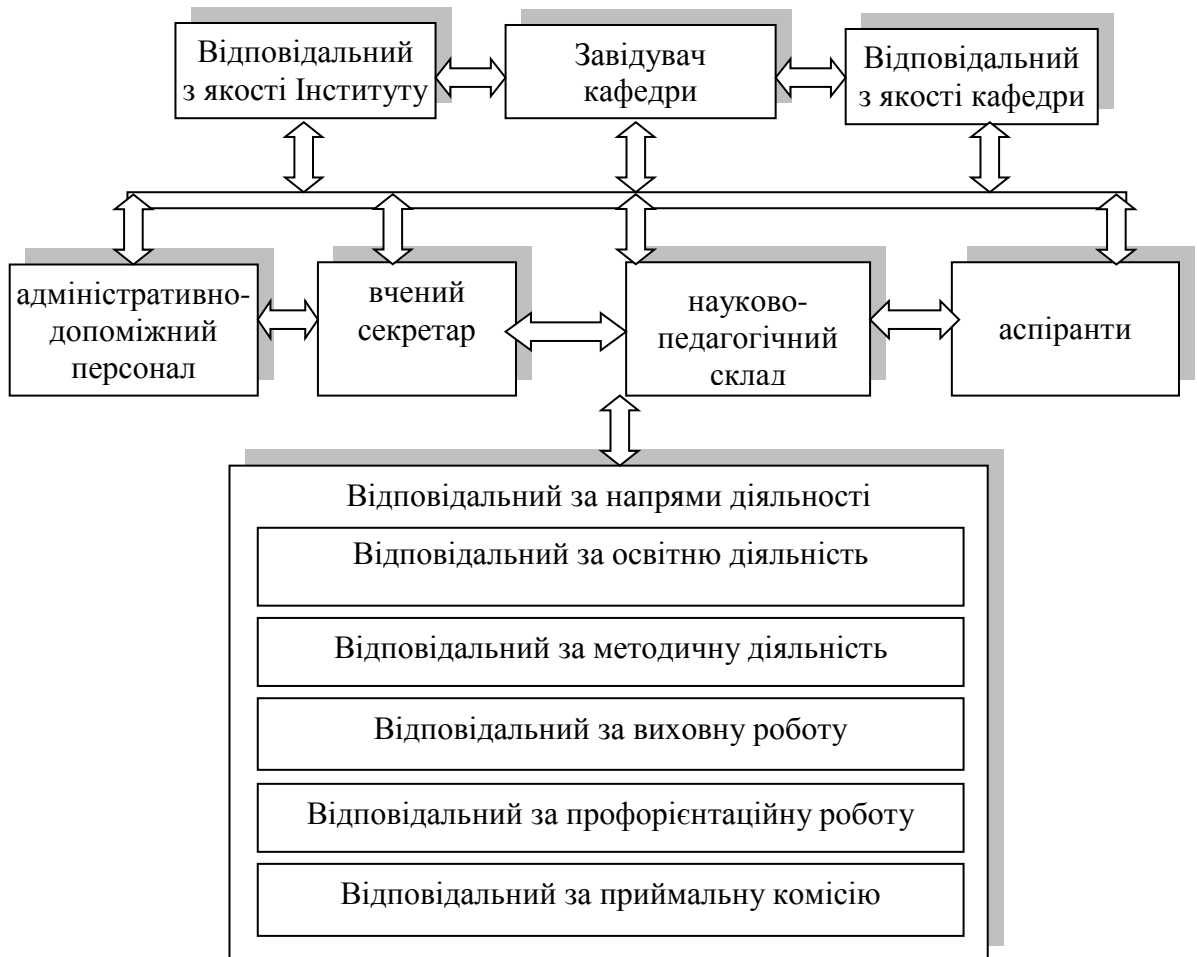 Відповідальний
з якості Інституту
Завідувач
кафедри
Відповідальний
з якості кафедри
адміністративно-
допоміжний
персонал
вчений
секретар
науково-
педагогічний
склад
аспіранти
Відповідальний за напрями діяльності
Відповідальний за освітню діяльність
Відповідальний за методичну діяльність
Відповідальний за виховну роботу
Відповідальний за профорієнтаційну роботу
Відповідальний за приймальну комісію